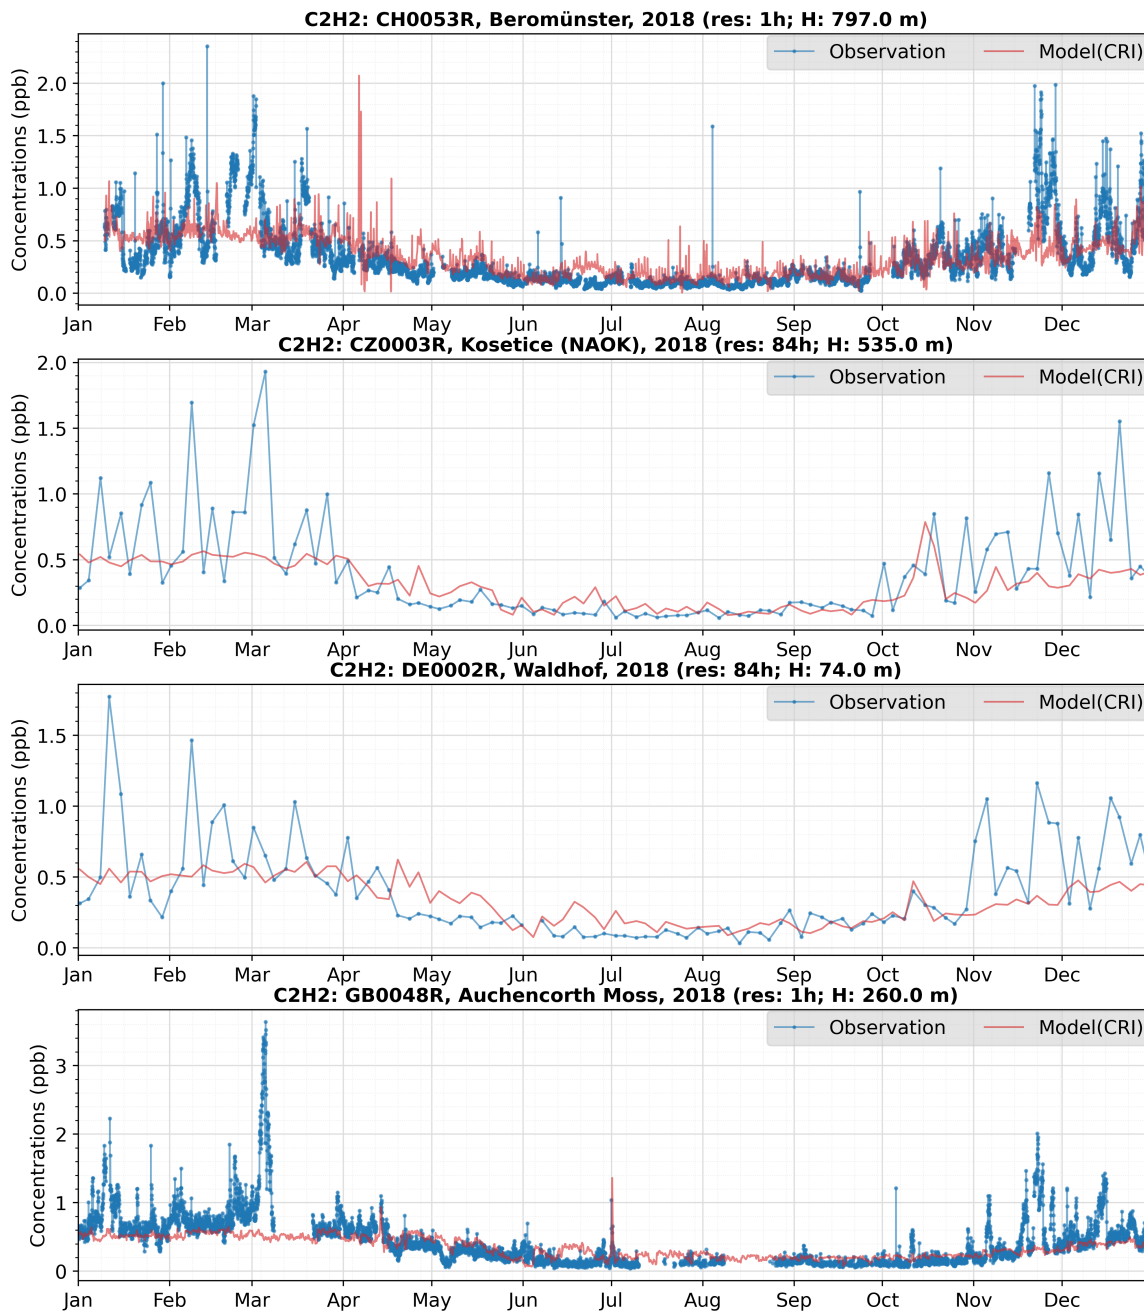 C2H2: CH0053R, Beromünster, 2018 (res: 1h; H: 797.0 m)
Observation Model(CRI)
Concentrations (ppb)
2.0
1.5
1.0
0.5
0.0
Jan Feb Mar Apr May Jun Jul Aug Sep Oct Nov Dec
C2H2: CZ0003R, Kosetice (NAOK), 2018 (res: 84h; H: 535.0 m)
Observation Model(CRI)
Concentrations (ppb)
2.0
1.5
1.0
0.5
0.0
Jan Feb Mar Apr May Jun Jul Aug Sep Oct Nov Dec
C2H2: DE0002R, Waldhof, 2018 (res: 84h; H: 74.0 m)
Observation Model(CRI)
Concentrations (ppb)
1.5
1.0
0.5
0.0
Jan Feb Mar Apr May Jun Jul Aug Sep Oct Nov Dec
C2H2: GB0048R, Auchencorth Moss, 2018 (res: 1h; H: 260.0 m)
Observation Model(CRI)
Concentrations (ppb)
3
2
1
0
Jan Feb Mar Apr May Jun Jul Aug Sep Oct Nov Dec